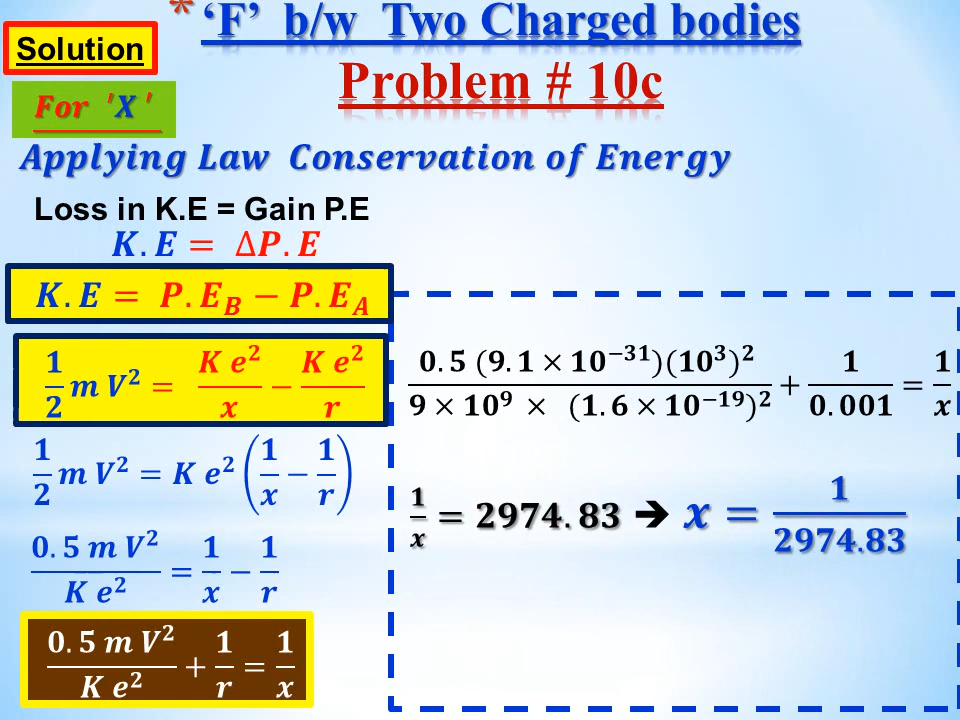 * ‘F’ b/w Two Charged bodies
Problem # 10c
Solution
For 'X'
Applying Law Conservation of Energy
Loss in K.E = Gain P.E
K.E = ΔP.E
K.E = P.E_B − P.E_A
1/2 m V² = K e²/x − K e²/r
1/2 m V² = K e² (1/x − 1/r)
0.5 m V²/K e² = 1/x − 1/r
0.5 m V²/K e² + 1/r = 1/x
0.5 (9.1 × 10⁻³¹)(10³)²/9 × 10⁹ × (1.6 × 10⁻¹⁹)² + 1/0.001 = 1/x
1/x = 2974.83 ➔ x = 1/2974.83